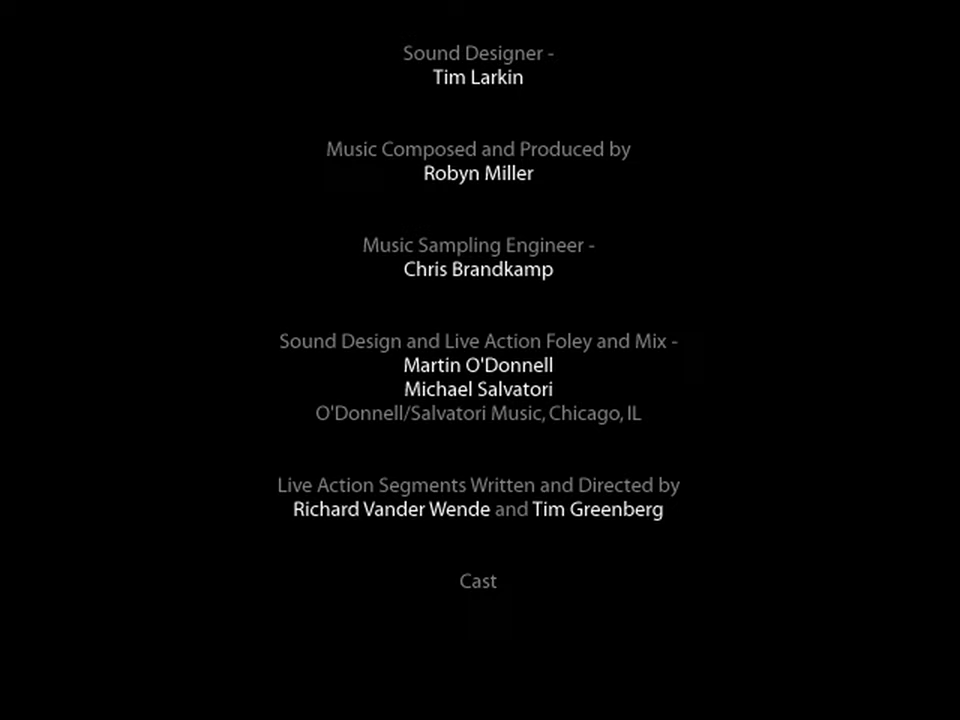 Sound Designer -
Tim Larkin
Music Composed and Produced by
Robyn Miller
Music Sampling Engineer -
Chris Brandkamp
Sound Design and Live Action Foley and Mix -
Martin O'Donnell
Michael Salvatori
O'Donnell/Salvatori Music, Chicago, IL
Live Action Segments Written and Directed by
Richard Vander Wende and Tim Greenberg
Cast